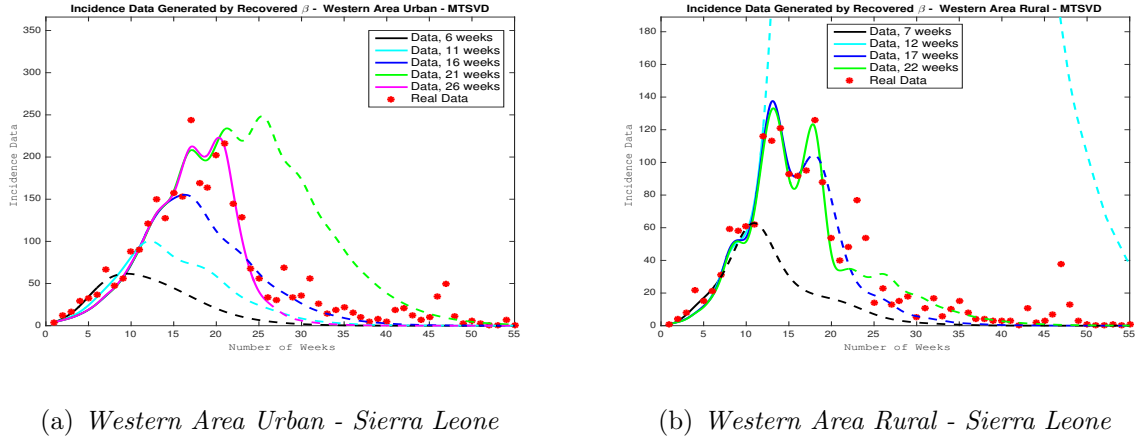 Incidence Data Generated by Recovered β - Western Area Urban - MTSVD
Incidence Data
350
300
250
200
150
100
50
0
Data, 6 weeks
Data, 11 weeks
Data, 16 weeks
Data, 21 weeks
Data, 26 weeks
Real Data
0 5 10 15 20 25 30 35 40 45 50 55
Number of Weeks
(a) Western Area Urban - Sierra Leone
Incidence Data Generated by Recovered β - Western Area Rural - MTSVD
Incidence Data
180
160
140
120
100
80
60
40
20
0
Data, 7 weeks
Data, 12 weeks
Data, 17 weeks
Data, 22 weeks
Real Data
0 5 10 15 20 25 30 35 40 45 50 55
Number of Weeks
(b) Western Area Rural - Sierra Leone